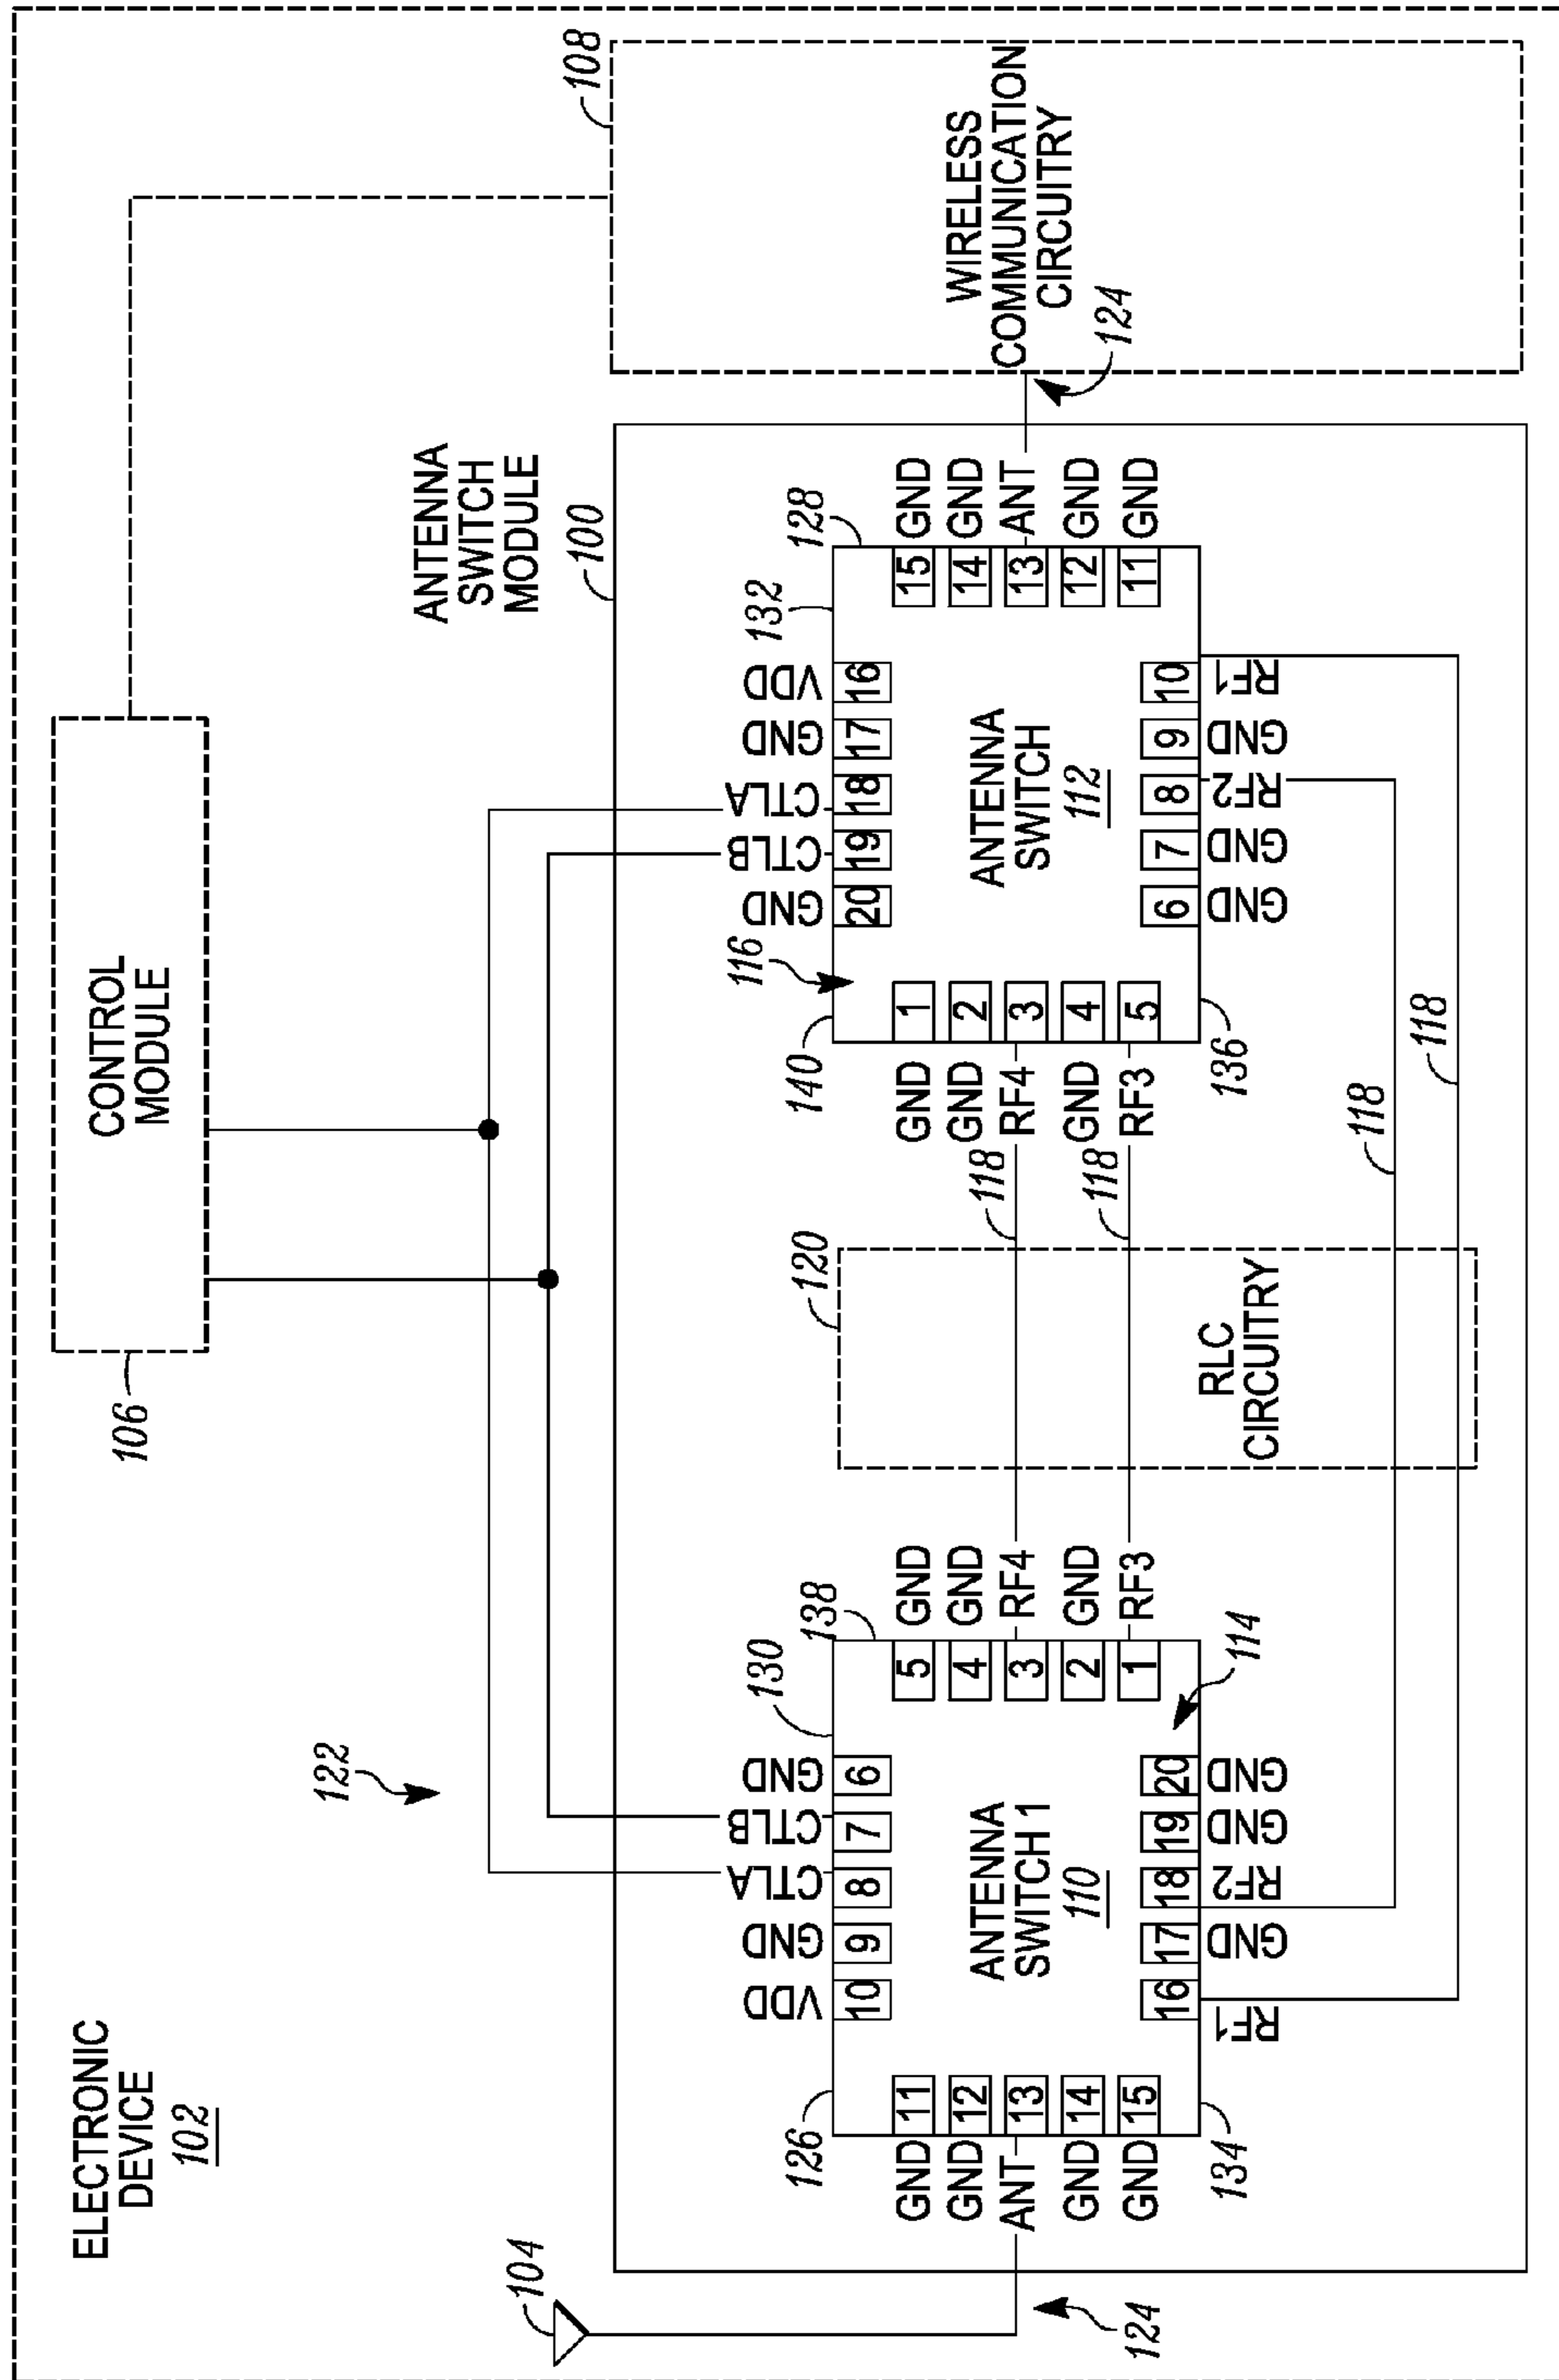 ELECTRONIC
DEVICE
102
CONTROL
MODULE
106
122
104
124
ANTENNA
SWITCH
MODULE
100
108
WIRELESS
COMMUNICATION
CIRCUITRY
124
126
130
138
VDD
GND
CTLA
CTLB
GND
10
9
8
7
6
GND
GND
ANT
GND
GND
11
12
13
14
15
ANTENNA
SWITCH 1
110
5
4
3
2
1
GND
GND
RF4
GND
RF3
16
17
18
19
20
RF1
GND
RF2
GND
GND
134
114
120
RLC
CIRCUITRY
118
118
118
118
140
116
132
128
GND
CTLB
CTLA
GND
VDD
20
19
18
17
16
GND
GND
RF4
GND
RF3
1
2
3
4
5
ANTENNA
SWITCH
112
15
14
13
12
11
GND
GND
ANT
GND
GND
6
7
8
9
10
GND
GND
RF2
GND
RF1
136